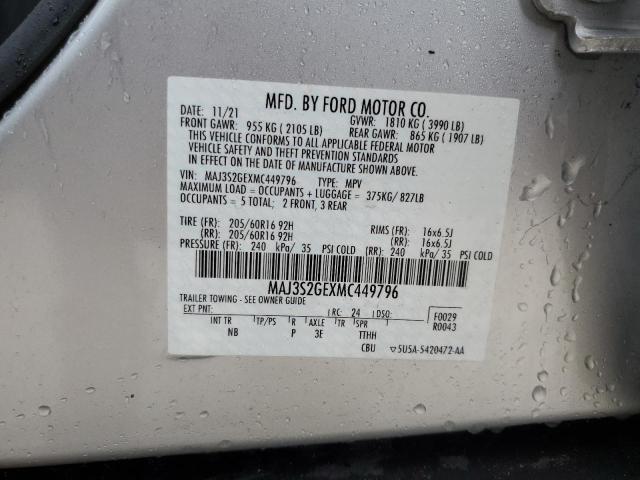 MFD. BY FORD MOTOR CO.
DATE: 11/21 GVWR: 1810 KG ( 3990 LB)
FRONT GAWR: 955 KG ( 2105 LB) REAR GAWR: 865 KG ( 1907 LB)
THIS VEHICLE CONFORMS TO ALL APPLICABLE FEDERAL MOTOR
VEHICLE SAFETY, THEFT PREVENTION, AND BUMPER STANDARDS
IN EFFECT ON THE DATE OF MANUFACTURE SHOWN ABOVE.
VIN: MAJ3S2GEXMC449796 TYPE: MPV
MAXIMUM LOAD = OCCUPANTS + LUGGAGE = 375KG/ 827LB
OCCUPANTS = 5 TOTAL; 2 FRONT, 3 REAR
TIRE (FR): 205/60R16 92H RIMS (FR): 16x6.5J
(RR): 205/60R16 92H (RR): 16x6.5J
PRESSURE (FR): 240 kPa/ 35 PSI COLD (RR): 240 kPa/ 35 PSI COLD
MAJ3S2GEXMC449796
TRAILER TOWING - SEE OWNER GUIDE
EXT PNT: RC: 24 DSO: F0029
R0043
INT TR TP/PS R AXLE TR SPR
NB P 3E TTHH
CBU ▽5U5A-5420472-AA